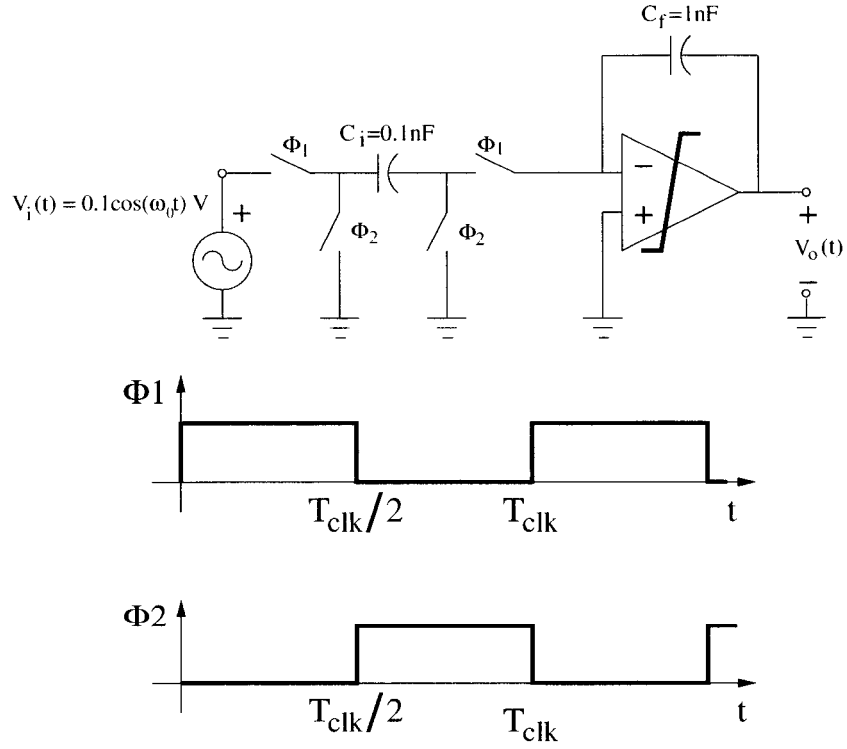 C_f=1nF
C_i=0.1nF
Φ_1
Φ_1
V_i(t) = 0.1cos(ω_0t) V
+
Φ_2
Φ_2
−
+
+
V_o(t)
−
Φ1
T_clk/2
T_clk
t
Φ2
T_clk/2
T_clk
t